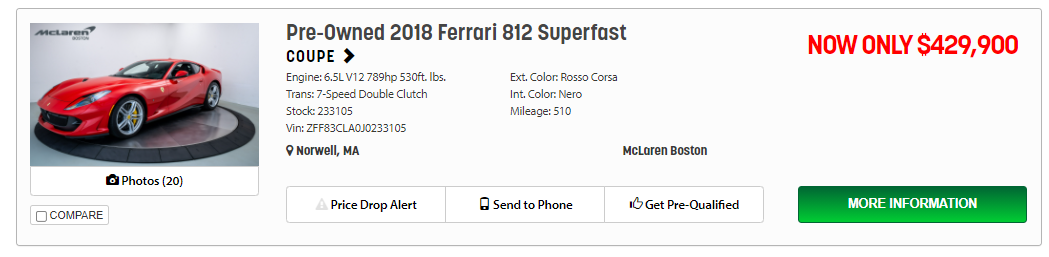 McLaren
BOSTON
Photos (20)
COMPARE
Pre-Owned 2018 Ferrari 812 Superfast
COUPE
Engine: 6.5L V12 789hp 530ft. lbs.
Trans: 7-Speed Double Clutch
Stock: 233105
Vin: ZFF83CLA0J0233105
Ext. Color: Rosso Corsa
Int. Color: Nero
Mileage: 510
Norwell, MA
McLaren Boston
Price Drop Alert
Send to Phone
Get Pre-Qualified
NOW ONLY $429,900
MORE INFORMATION